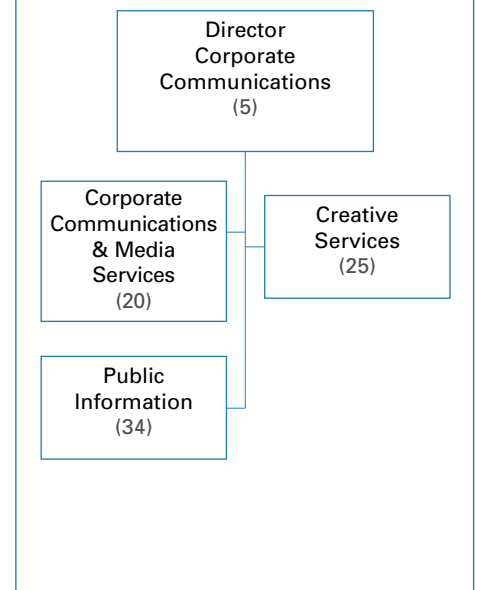 Director
Corporate
Communications
(5)
Corporate
Communications
& Media
Services
(20)
Creative
Services
(25)
Public
Information
(34)